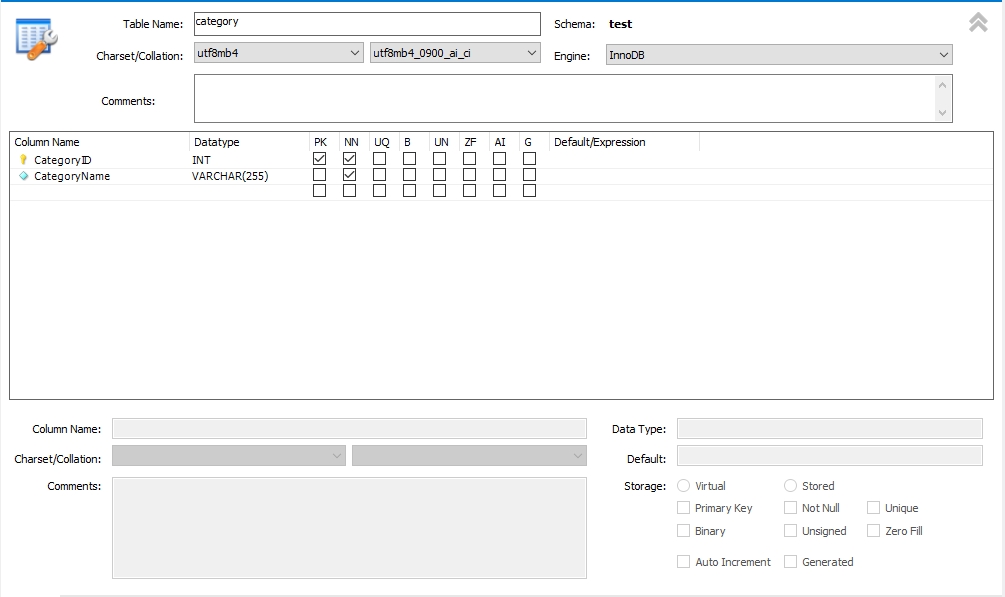 Table Name: category Schema: test
Charset/Collation: utf8mb4 utf8mb4_0900_ai_ci Engine: InnoDB
Comments:
Column Name Datatype PK NN UQ B UN ZF AI G Default/Expression
CategoryID INT
CategoryName VARCHAR(255)
Column Name: Data Type:
Charset/Collation: Default:
Comments: Storage: Virtual Stored
Primary Key Not Null Unique
Binary Unsigned Zero Fill
Auto Increment Generated